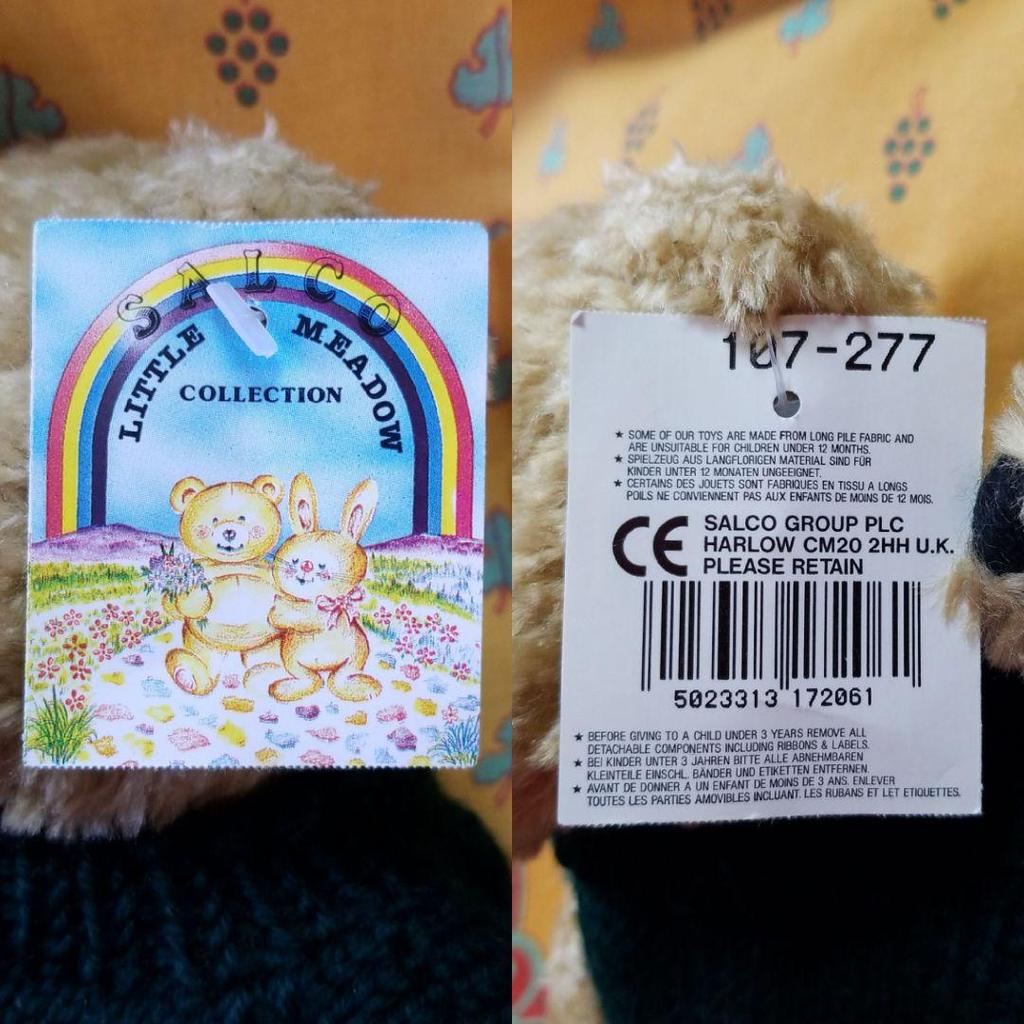 SALCO
LITTLE MEADOW
COLLECTION
107-277
★ SOME OF OUR TOYS ARE MADE FROM LONG PILE FABRIC AND
ARE UNSUITABLE FOR CHILDREN UNDER 12 MONTHS.
★ SPIELZEUG AUS LANGFLORIGEN MATERIAL SIND FÜR
KINDER UNTER 12 MONATEN UNGEEIGNET.
★ CERTAINS DES JOUETS SONT FABRIQUES EN TISSU A LONGS
POILS NE CONVIENNENT PAS AUX ENFANTS DE MOINS DE 12 MOIS.
CE
SALCO GROUP PLC
HARLOW CM20 2HH U.K.
PLEASE RETAIN
5023313 172061
★ BEFORE GIVING TO A CHILD UNDER 3 YEARS REMOVE ALL
DETACHABLE COMPONENTS INCLUDING RIBBONS & LABELS.
★ BEI KINDER UNTER 3 JAHREN BITTE ALLE ABNEHMBAREN
KLEINTEILE EINSCHL. BÄNDER UND ETIKETTEN ENTFERNEN.
★ AVANT DE DONNER A UN ENFANT DE MOINS DE 3 ANS. ENLEVER
TOUTES LES PARTIES AMOVIBLES INCLUANT. LES RUBANS ET LET ETIQUETTES.